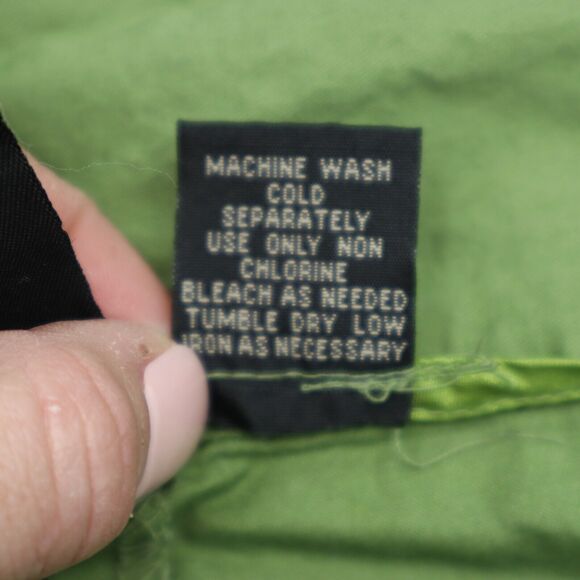 MACHINE WASH
COLD
SEPARATELY
USE ONLY NON
CHLORINE
BLEACH AS NEEDED
TUMBLE DRY LOW
IRON AS NECESSARY